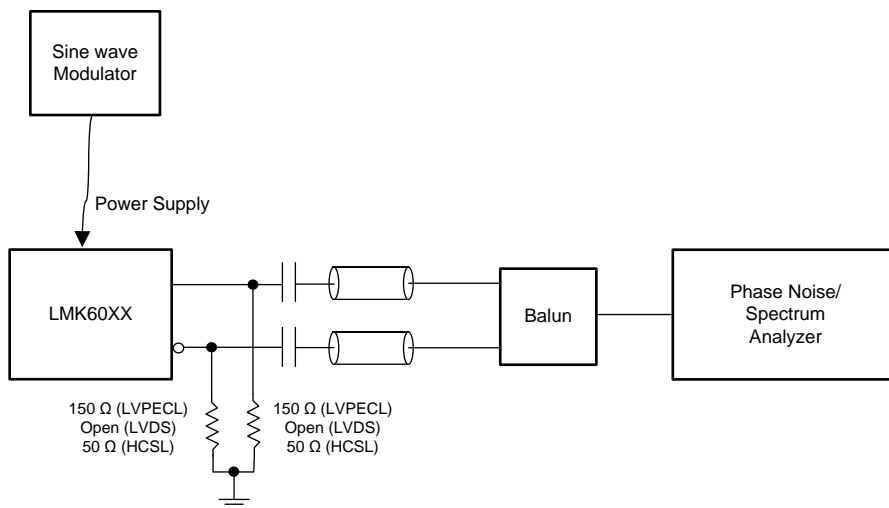 Sine wave
Modulator
Power Supply
LMK60XX
Balun
Phase Noise/
Spectrum
Analyzer
150 Ω (LVPECL)
Open (LVDS)
50 Ω (HCSL)
150 Ω (LVPECL)
Open (LVDS)
50 Ω (HCSL)